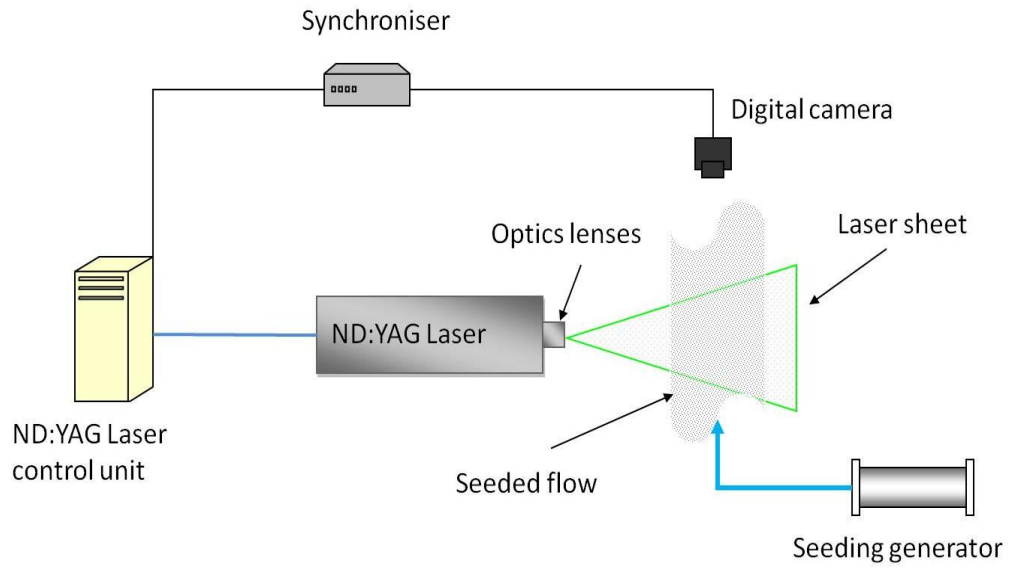 Synchroniser
Digital camera
Optics lenses
Laser sheet
ND:YAG Laser
ND:YAG Laser
control unit
Seeded flow
Seeding generator